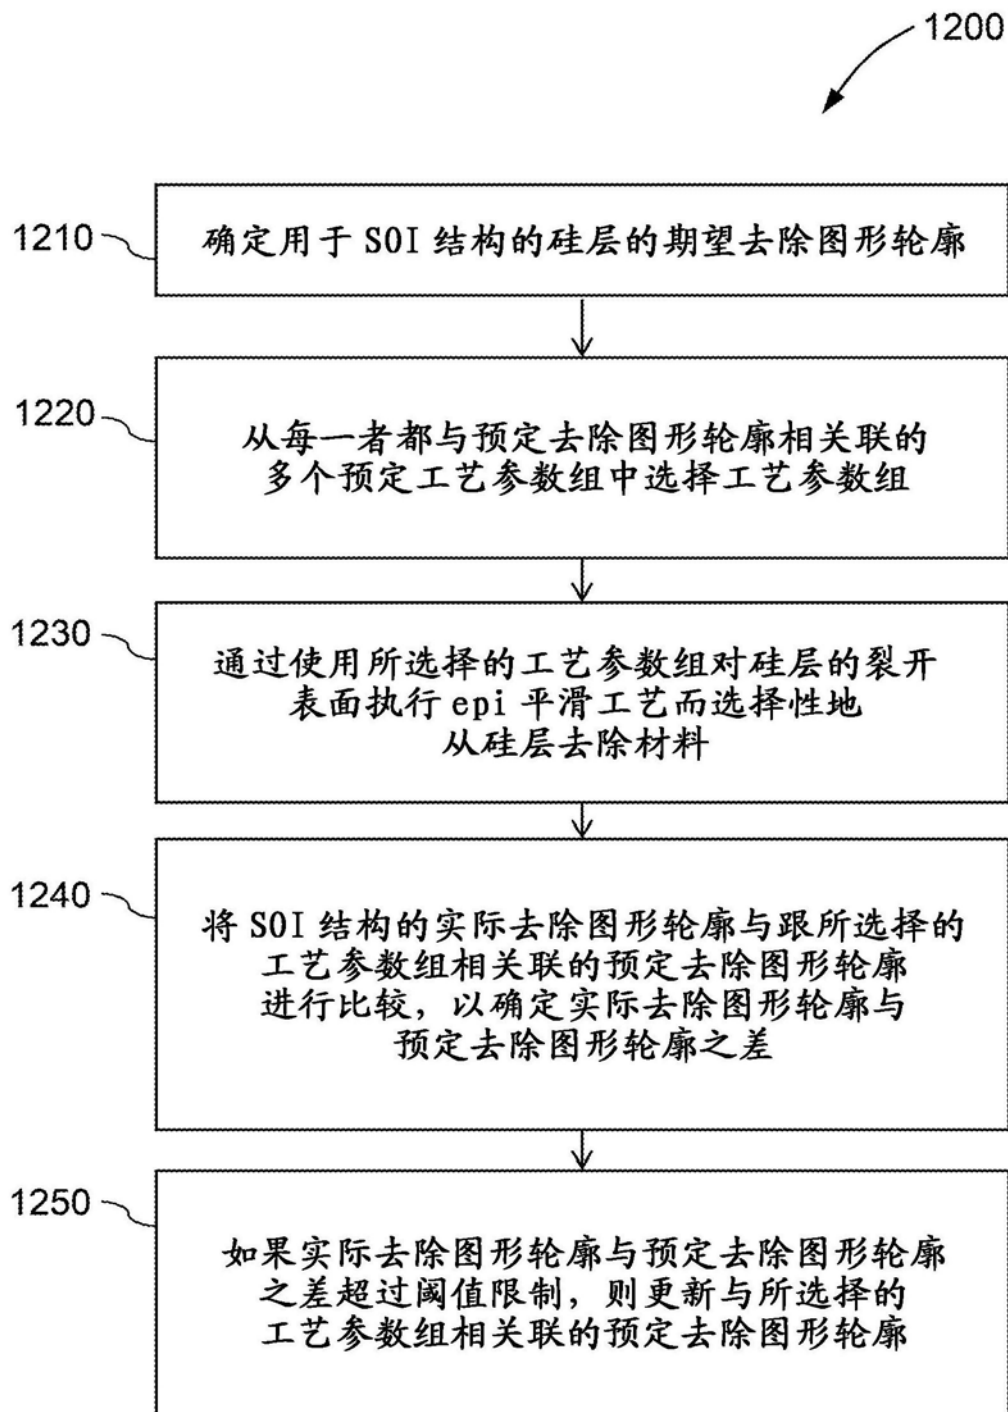 1200
1210
确定用于 SOI 结构的硅层的期望去除图形轮廓
1220
从每一者都与预定去除图形轮廓相关联的
多个预定工艺参数组中选择工艺参数组
1230
通过使用所选择的工艺参数组对硅层的裂开
表面执行 epi 平滑工艺而选择性地
从硅层去除材料
1240
将 SOI 结构的实际去除图形轮廓与跟所选择的
工艺参数组相关联的预定去除图形轮廓
进行比较，以确定实际去除图形轮廓与
预定去除图形轮廓之差
1250
如果实际去除图形轮廓与预定去除图形轮廓
之差超过阈值限制，则更新与所选择的
工艺参数组相关联的预定去除图形轮廓